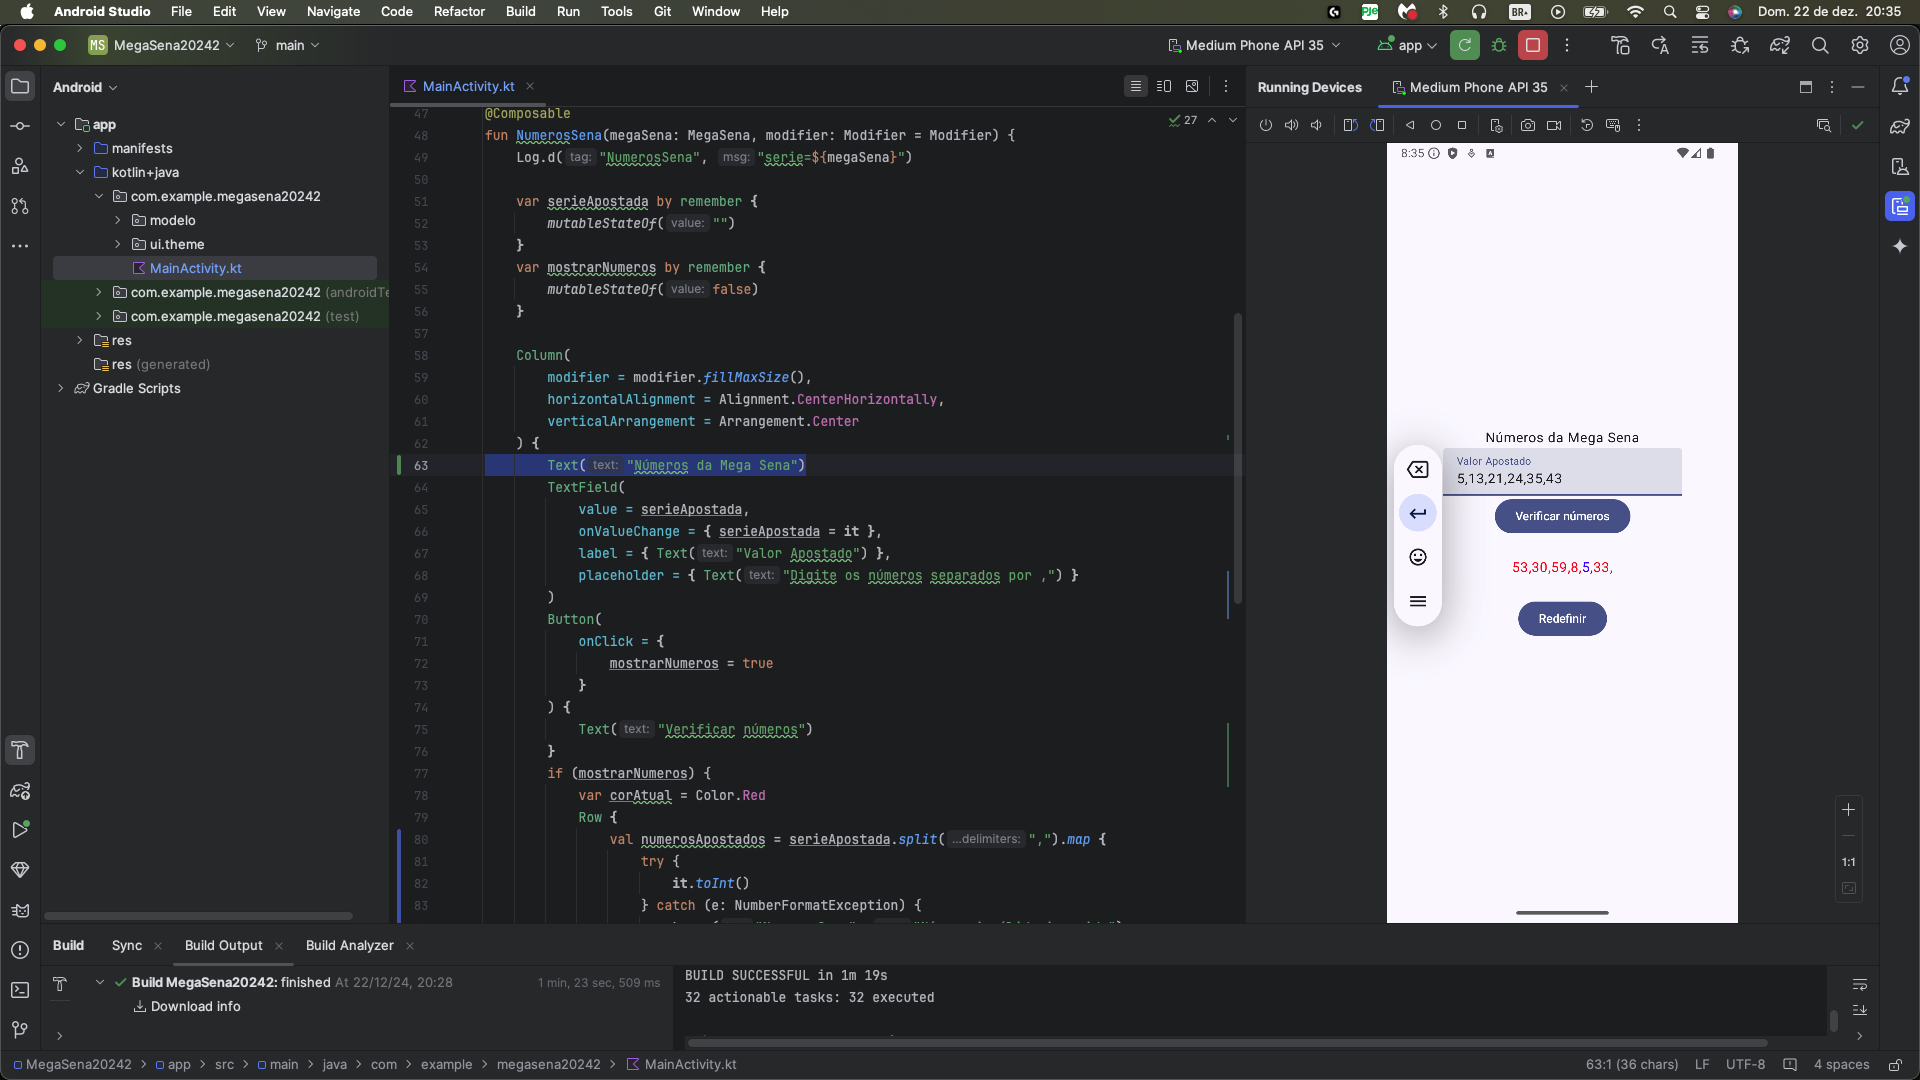 Android Studio File Edit View Navigate Code Refactor Build Run Tools Git Window Help
PJe BR Dom. 22 de dez. 20:35
MS MegaSena20242 main Medium Phone API 35 app
Android
app
manifests
kotlin+java
com.example.megasena20242
modelo
ui.theme
MainActivity.kt
com.example.megasena20242 (androidTe
com.example.megasena20242 (test)
res
res (generated)
Gradle Scripts
MainActivity.kt
27
47 @Composable
48 fun NumerosSena(megaSena: MegaSena, modifier: Modifier = Modifier) {
49 Log.d( tag: "NumerosSena", msg: "serie=${megaSena}")
50
51 var serieApostada by remember {
52 mutableStateOf( value: "")
53 }
54 var mostrarNumeros by remember {
55 mutableStateOf( value: false)
56 }
57
58 Column(
59 modifier = modifier.fillMaxSize(),
60 horizontalAlignment = Alignment.CenterHorizontally,
61 verticalArrangement = Arrangement.Center
62 ) {
63 Text( text: "Números da Mega Sena")
64 TextField(
65 value = serieApostada,
66 onValueChange = { serieApostada = it },
67 label = { Text( text: "Valor Apostado") },
68 placeholder = { Text( text: "Digite os números separados por ,") }
69 )
70 Button(
71 onClick = {
72 mostrarNumeros = true
73 }
74 ) {
75 Text( text: "Verificar números")
76 }
77 if (mostrarNumeros) {
78 var corAtual = Color.Red
79 Row {
80 val numerosApostados = serieApostada.split( ...delimiters: ",").map {
81 try {
82 it.toInt()
83 } catch (e: NumberFormatException) {
Running Devices Medium Phone API 35
8:35
Números da Mega Sena
Valor Apostado
5,13,21,24,35,43
Verificar números
53,30,59,8,5,33,
Redefinir
1:1
Build Sync Build Output Build Analyzer
Build MegaSena20242: finished At 22/12/24, 20:28 1 min, 23 sec, 509 ms
Download info
BUILD SUCCESSFUL in 1m 19s
32 actionable tasks: 32 executed
MegaSena20242 app src main java com example megasena20242 MainActivity.kt
63:1 (36 chars) LF UTF-8 4 spaces